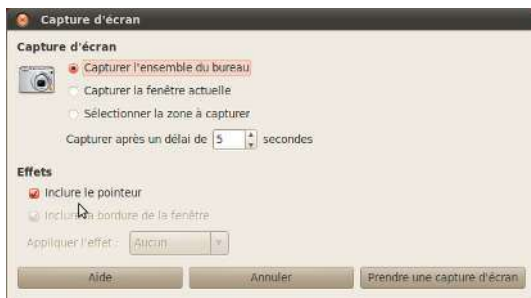 Capture d'écran
Capture d'écran
Capturer l'ensemble du bureau
Capturer la fenêtre actuelle
Sélectionner la zone à capturer
Capturer après un délai de 5 secondes
Effets
Inclure le pointeur
Inclure la bordure de la fenêtre
Appliquer l'effet : Aucun
Aide Annuler Prendre une capture d'écran